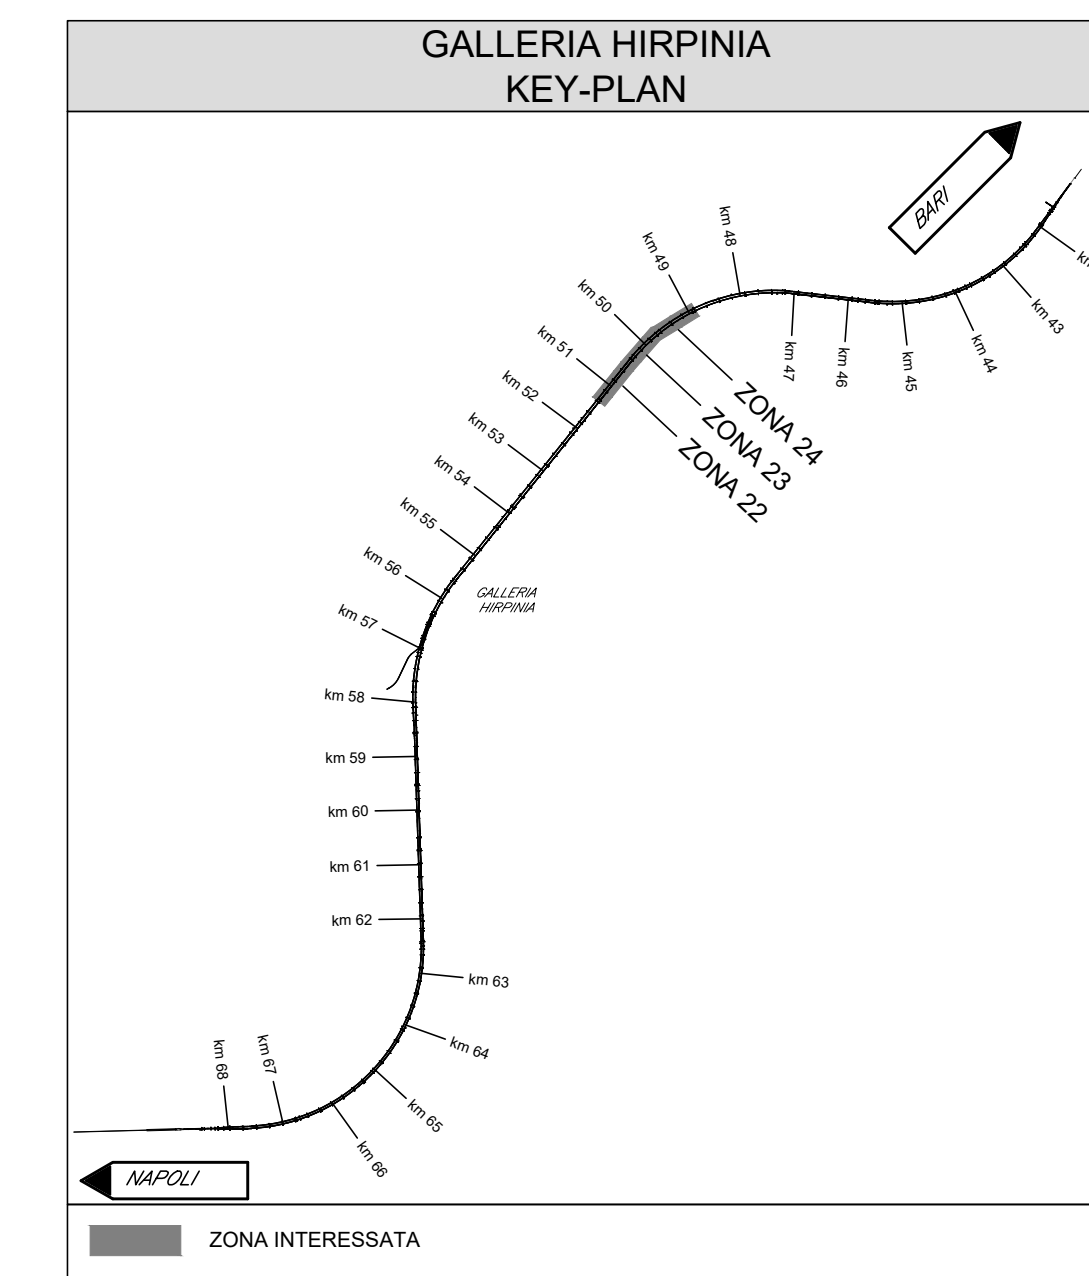 GALLERIA HIRPINIA
KEY-PLAN
BARI
km 48
km 49
km 50
km 51
km 52
km 53
km 54
km 55
km 56
km 57
km 58
km 59
km 60
km 61
km 62
km 63
km 64
km 65
km 66
km 67
km 68
km
km 43
km 44
km 45
km 46
km 47
ZONA 24
ZONA 23
ZONA 22
GALLERIA
HIRPINIA
NAPOLI
ZONA INTERESSATA